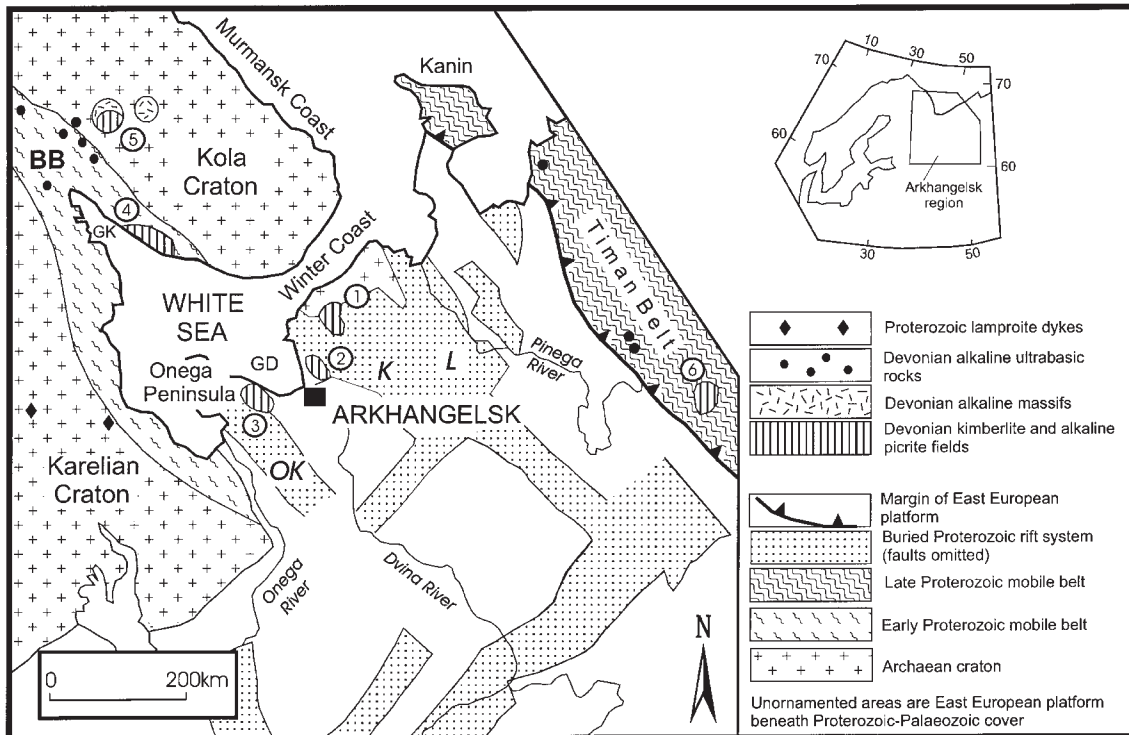 Murmansk Coast
Kanin
BB
5
Kola
Craton
4
GK
Winter Coast
1
WHITE
SEA
2
K
L
Pinega
River
Timan Belt
6
Onega
Peninsula
GD
ARKHANGELSK
3
OK
Karelian
Craton
Onega
River
Dvina River
N
0 200km
10 30 50
70 70
60 60
Arkhangelsk
region
30 50
Proterozoic lamproite dykes
Devonian alkaline ultrabasic
rocks
Devonian alkaline massifs
Devonian kimberlite and alkaline
picrite fields
Margin of East European
platform
Buried Proterozoic rift system
(faults omitted)
Late Proterozoic mobile belt
Early Proterozoic mobile belt
Archaean craton
Unornamented areas are East European platform
beneath Proterozoic-Palaeozoic cover